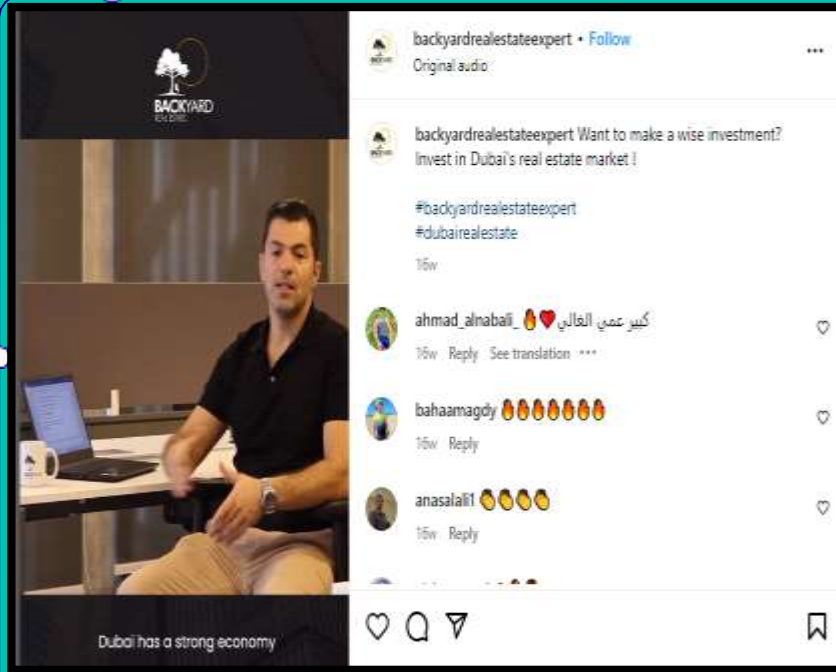 BACKYARD
REAL ESTATE
Dubai has a strong economy
backyardrealestateexpert • Follow
Original audio
backyardrealestateexpert Want to make a wise investment?
Invest in Dubai's real estate market !
#backyardrealestateexpert
#dubairealestate
16w
ahmad_alnabali_ 🔥❤️كبير عمي الغالي
16w Reply See translation •••
bahaamagdy 🔥🔥🔥🔥🔥🔥🔥
16w Reply
anasalali1 👏👏👏👏
16w Reply